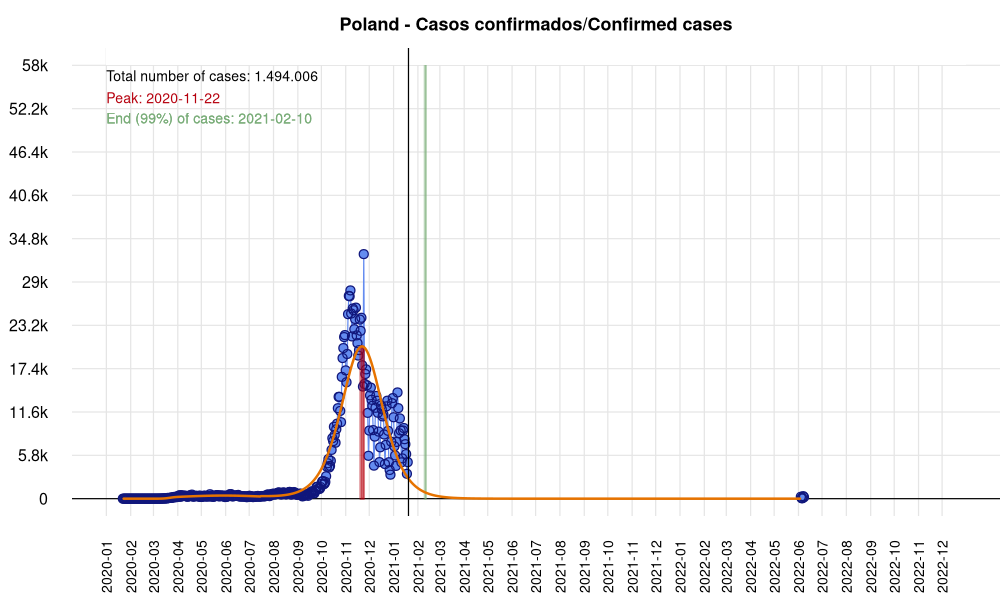 Poland - Casos confirmados/Confirmed cases
Total number of cases: 1.494.006
Peak: 2020-11-22
End (99%) of cases: 2021-02-10
58k
52.2k
46.4k
40.6k
34.8k
29k
23.2k
17.4k
11.6k
5.8k
0
2020-01
2020-02
2020-03
2020-04
2020-05
2020-06
2020-07
2020-08
2020-09
2020-10
2020-11
2020-12
2021-01
2021-02
2021-03
2021-04
2021-05
2021-06
2021-07
2021-08
2021-09
2021-10
2021-11
2021-12
2022-01
2022-02
2022-03
2022-04
2022-05
2022-06
2022-07
2022-08
2022-09
2022-10
2022-11
2022-12